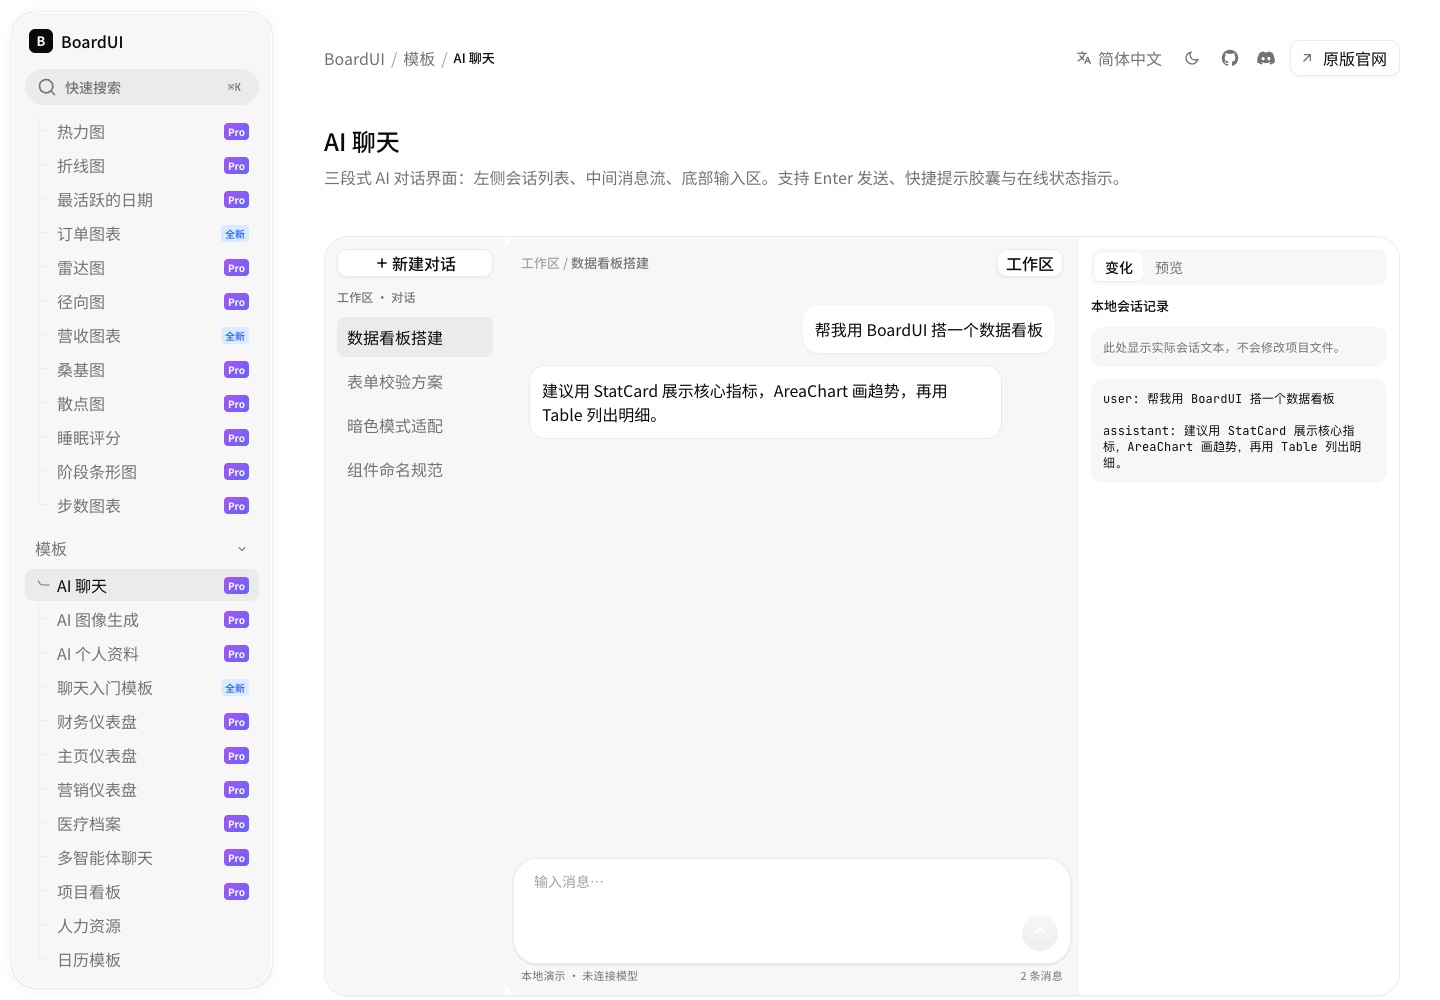 B BoardUI
快速搜索 ⌘K
热力图 Pro
折线图 Pro
最活跃的日期 Pro
订单图表 全新
雷达图 Pro
径向图 Pro
营收图表 全新
桑基图 Pro
散点图 Pro
睡眠评分 Pro
阶段条形图 Pro
步数图表 Pro
模板
AI 聊天 Pro
AI 图像生成 Pro
AI 个人资料 Pro
聊天入门模板 全新
财务仪表盘 Pro
主页仪表盘 Pro
营销仪表盘 Pro
医疗档案 Pro
多智能体聊天 Pro
项目看板 Pro
人力资源
日历模板
BoardUI / 模板 / AI 聊天
简体中文
原版官网
AI 聊天
三段式 AI 对话界面：左侧会话列表、中间消息流、底部输入区。支持 Enter 发送、快捷提示胶囊与在线状态指示。
+ 新建对话
工作区 · 对话
数据看板搭建
表单校验方案
暗色模式适配
组件命名规范
工作区 / 数据看板搭建
工作区
帮我用 BoardUI 搭一个数据看板
建议用 StatCard 展示核心指标，AreaChart 画趋势，再用
Table 列出明细。
输入消息…
本地演示 · 未连接模型
2 条消息
变化 预览
本地会话记录
此处显示实际会话文本，不会修改项目文件。
user: 帮我用 BoardUI 搭一个数据看板
assistant: 建议用 StatCard 展示核心指
标，AreaChart 画趋势，再用 Table 列出明
细。